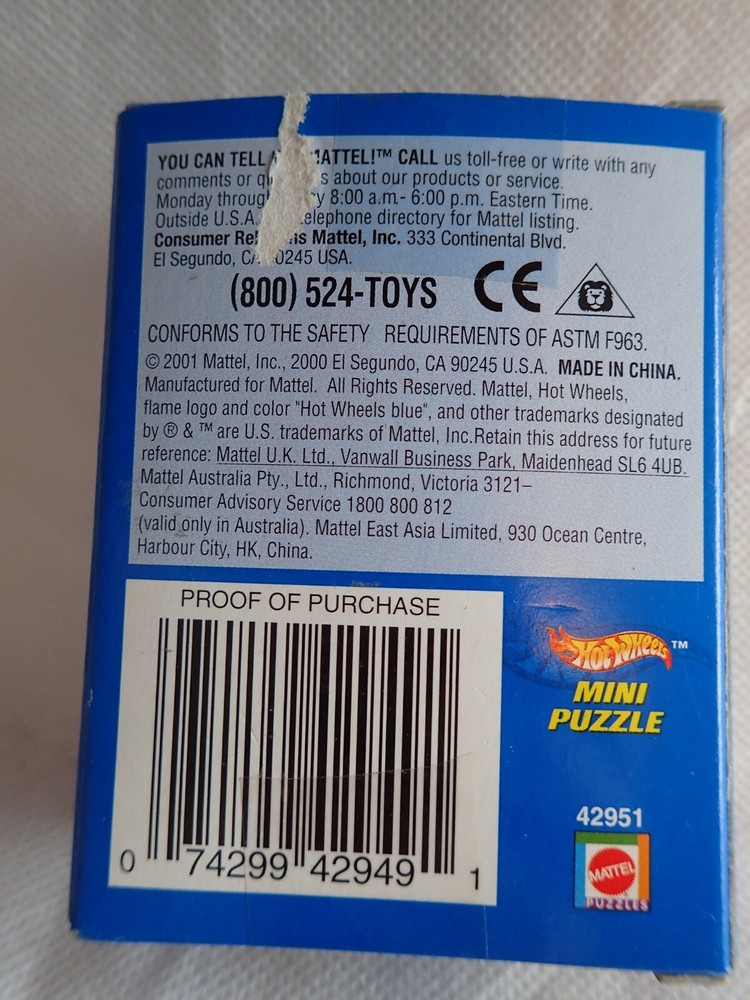 YOU CAN TELL MATTEL!™ CALL us toll-free or write with any
comments or about our products or service.
Monday 8:00 a.m.- 6:00 p.m. Eastern Time.
Outside U.S.A. telephone directory for Mattel listing.
Consumer Mattel, Inc. 333 Continental Blvd.
El Segundo, 90245 USA.
(800) 524-TOYS CE
CONFORMS TO THE SAFETY REQUIREMENTS OF ASTM F963.
© 2001 Mattel, Inc., 2000 El Segundo, CA 90245 U.S.A. MADE IN CHINA.
Manufactured for Mattel. All Rights Reserved. Mattel, Hot Wheels,
flame logo and color "Hot Wheels blue", and other trademarks designated
by ® & ™ are U.S. trademarks of Mattel, Inc.Retain this address for future
reference: Mattel U.K. Ltd., Vanwall Business Park, Maidenhead SL6 4UB.
Mattel Australia Pty., Ltd., Richmond, Victoria 3121–
Consumer Advisory Service 1800 800 812
(valid only in Australia). Mattel East Asia Limited, 930 Ocean Centre,
Harbour City, HK, China.
PROOF OF PURCHASE
0 74299 42949 1
HOT WHEELS™
MINI
PUZZLE
42951
MATTEL
PUZZLES